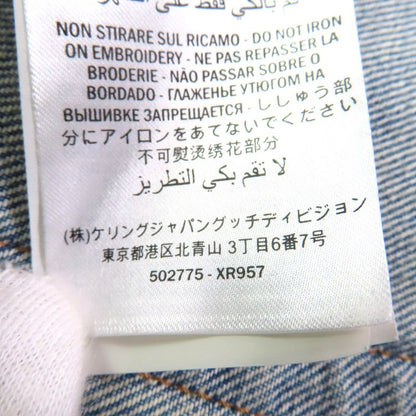 NON STIRARE SUL RICAMO - DO NOT IRON
ON EMBROIDERY - NE PAS REPASSER LA
BRODERIE - NÃO PASSAR SOBRE O
BORDADO - ГЛАЖЕНЬЕ УТЮГОМ НА
ВЫШИВКЕ ЗАПРЕЩАЕТСЯ - ししゅう部
分にアイロンをあてないでください
不可熨烫绣花部分
لا تقم بكي التطريز
(株)ケリングジャパングッチディビジョン
東京都港区北青山 3丁目6番7号
502775 - XR957